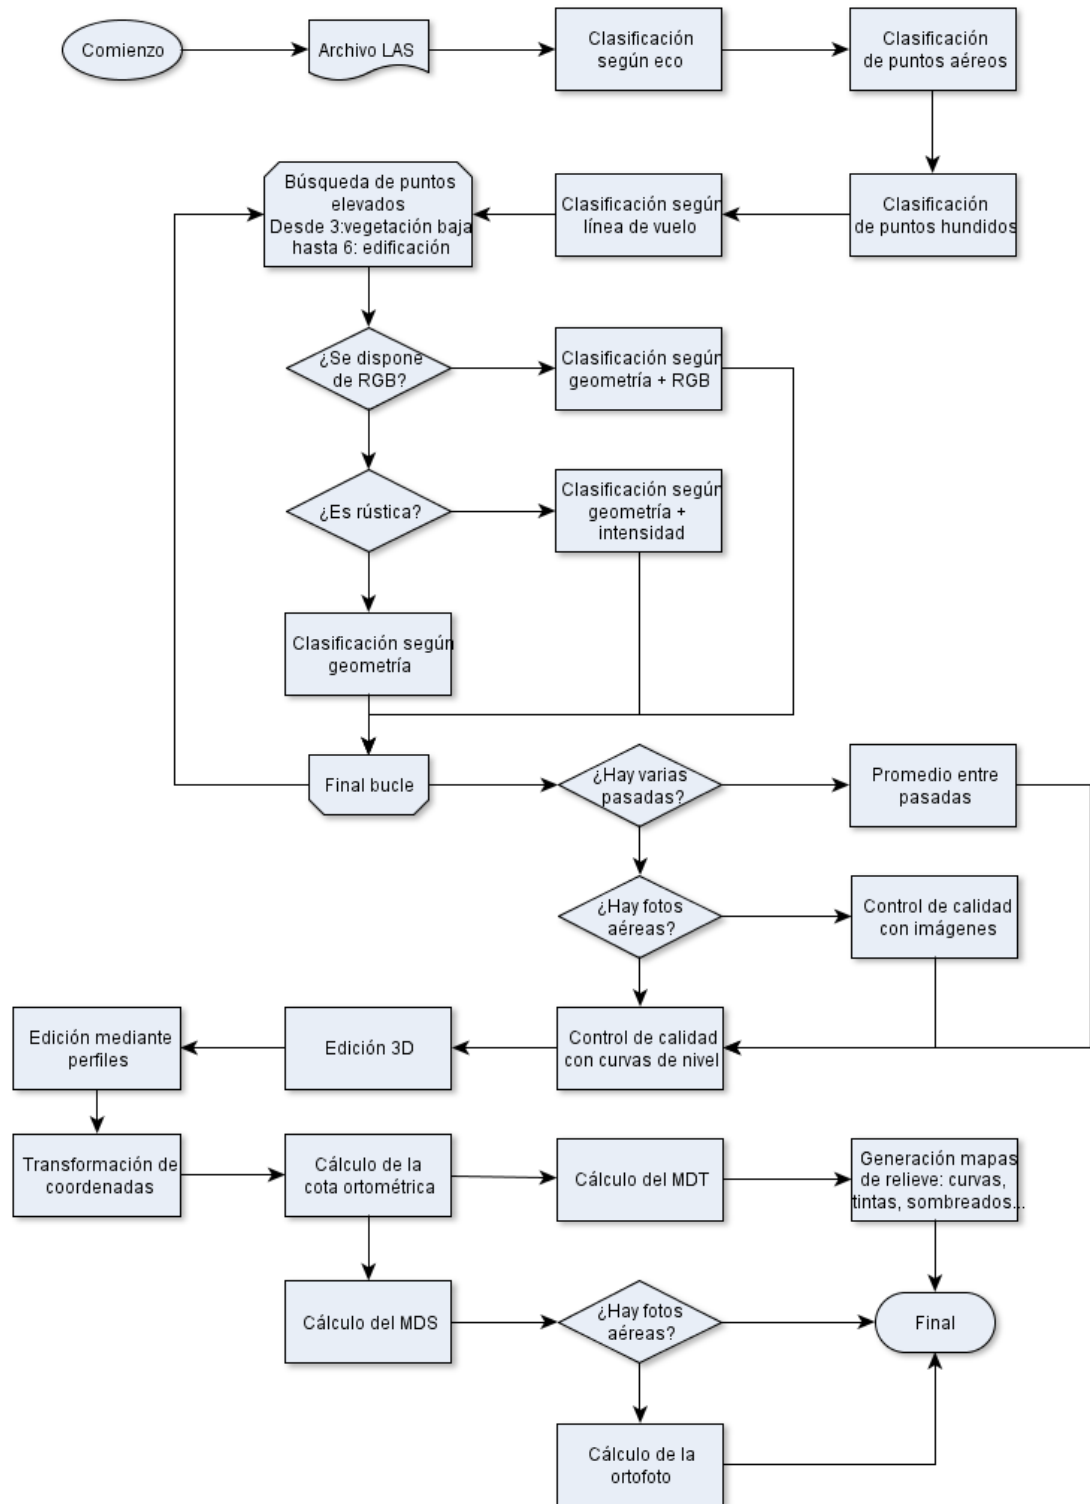 Comienzo
Archivo LAS
Clasificación
según eco
Clasificación
de puntos aéreos
Búsqueda de puntos
elevados
Desde 3:vegetación baja
hasta 6: edificación
Clasificación según
línea de vuelo
Clasificación
de puntos hundidos
¿Se dispone
de RGB?
Clasificación según
geometría + RGB
¿Es rústica?
Clasificación según
geometría +
intensidad
Clasificación según
geometría
Final bucle
¿Hay varias
pasadas?
Promedio entre
pasadas
¿Hay fotos
aéreas?
Control de calidad
con imágenes
Edición mediante
perfiles
Edición 3D
Control de calidad
con curvas de nivel
Transformación de
coordenadas
Cálculo de la
cota ortométrica
Cálculo del MDT
Generación mapas
de relieve: curvas,
tintas, sombreados...
Cálculo del MDS
¿Hay fotos
aéreas?
Final
Cálculo de la
ortofoto